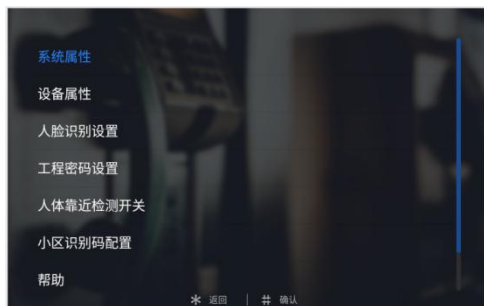 系统属性
设备属性
人脸识别设置
工程密码设置
人体靠近检测开关
小区识别码配置
帮助
* 返回 | # 确认